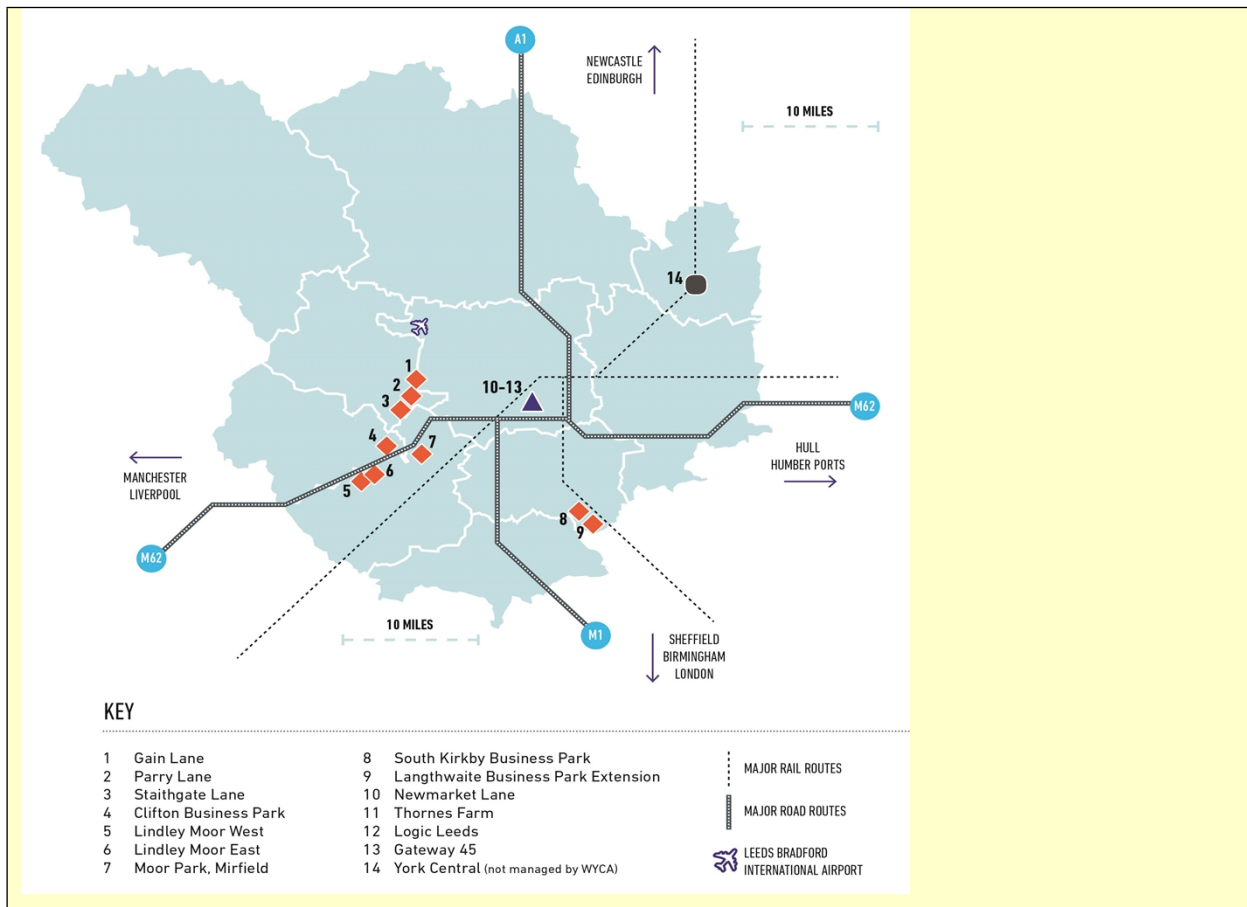 A1
NEWCASTLE
EDINBURGH
10 MILES
14
1
2
3
10-13
M62
4
7
HULL
HUMBER PORTS
MANCHESTER
LIVERPOOL
6
5
8
9
M62
10 MILES
M1
SHEFFIELD
BIRMINGHAM
LONDON
KEY
1 Gain Lane
2 Parry Lane
3 Staithgate Lane
4 Clifton Business Park
5 Lindley Moor West
6 Lindley Moor East
7 Moor Park, Mirfield
8 South Kirkby Business Park
9 Langthwaite Business Park Extension
10 Newmarket Lane
11 Thornes Farm
12 Logic Leeds
13 Gateway 45
14 York Central (not managed by WYCA)
MAJOR RAIL ROUTES
MAJOR ROAD ROUTES
LEEDS BRADFORD
INTERNATIONAL AIRPORT